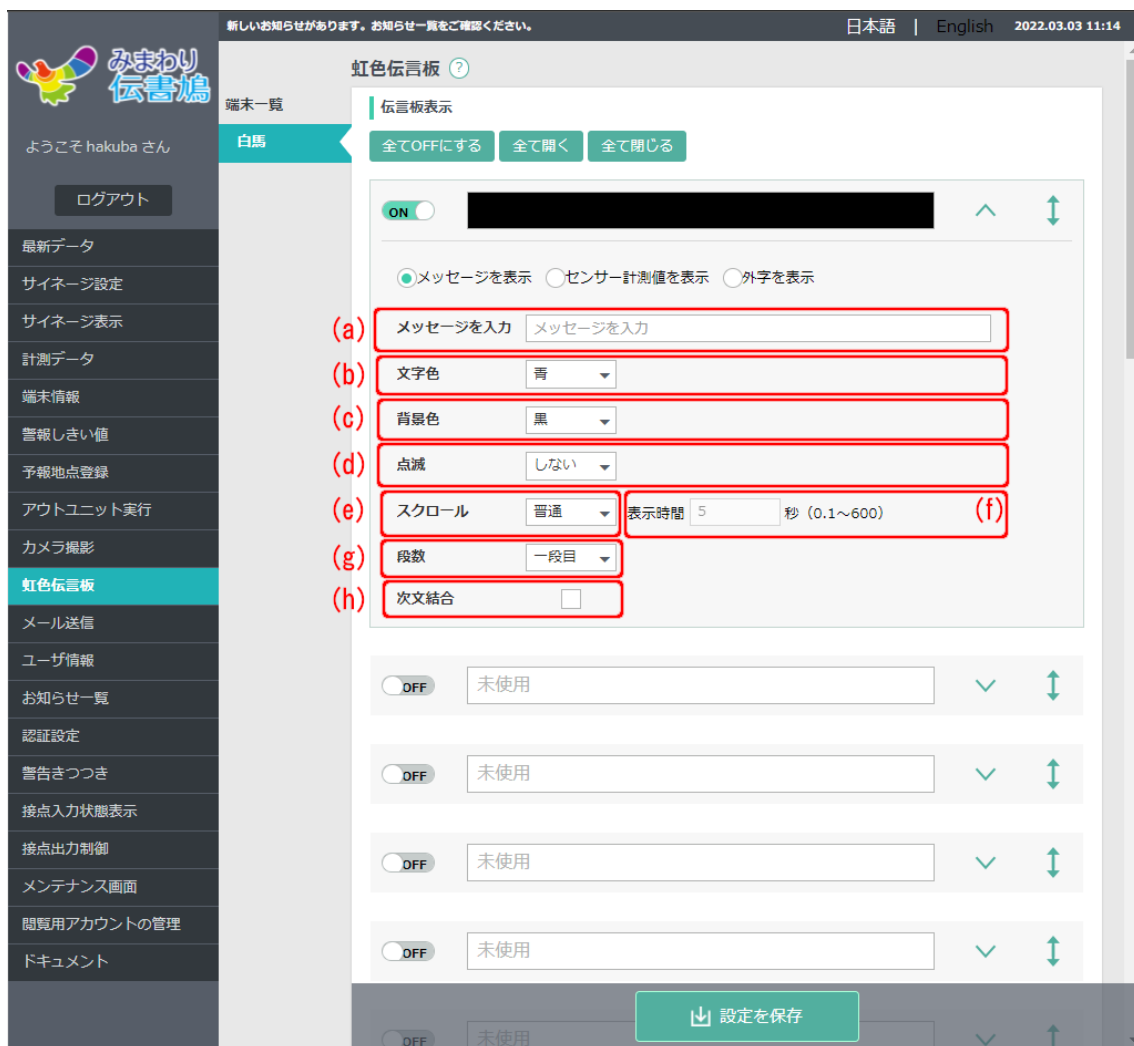 新しいお知らせがあります。お知らせ一覧をご確認ください。
日本語 | English 2022.03.03 11:14
みまわり
伝書鳩
ようこそ hakuba さん
ログアウト
最新データ
サイネージ設定
サイネージ表示
計測データ
端末情報
警報しきい値
予報地点登録
アウトユニット実行
カメラ撮影
虹色伝言板
メール送信
ユーザ情報
お知らせ一覧
認証設定
警告きつつき
接点入力状態表示
接点出力制御
メンテナンス画面
閲覧用アカウントの管理
ドキュメント
端末一覧
白馬
虹色伝言板 ?
伝言板表示
全てOFFにする 全て開く 全て閉じる
ON
メッセージを表示 センサー計測値を表示 外字を表示
(a) メッセージを入力 メッセージを入力
(b) 文字色 青
(c) 背景色 黒
(d) 点滅 しない
(e) スクロール 普通 表示時間 5 秒（0.1～600） (f)
(g) 段数 一段目
(h) 次文結合
OFF 未使用
OFF 未使用
OFF 未使用
OFF 未使用
OFF 未使用
設定を保存